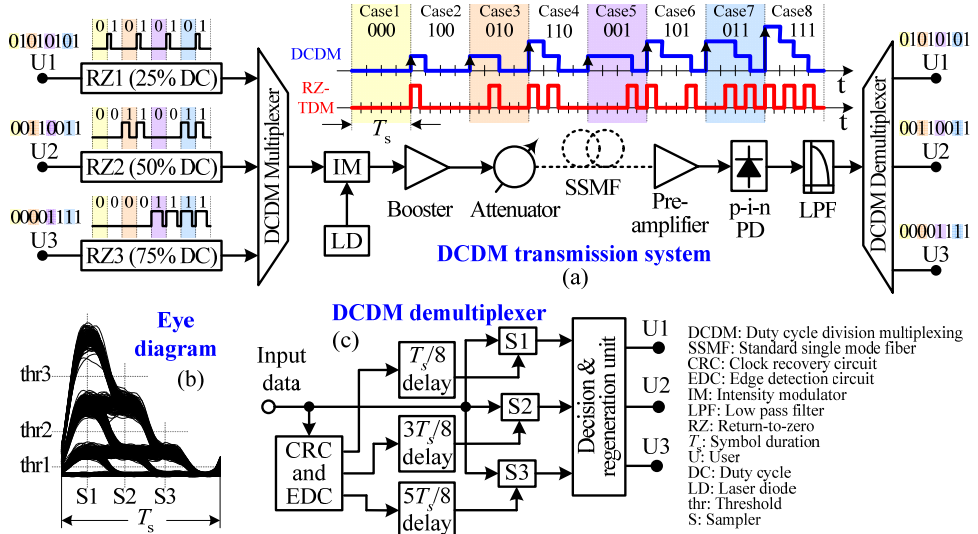 Case1 Case2 Case3 Case4 Case5 Case6 Case7 Case8
000 100 010 110 001 101 011 111
DCDM
RZ-
TDM
t
t
Ts
01010101
U1
0 1 0 1 0 1 0 1
RZ1 (25% DC)
00110011
U2
0 0 1 1 0 0 1 1
RZ2 (50% DC)
00001111
U3
0 0 0 0 1 1 1 1
RZ3 (75% DC)
DCDM Multiplexer
IM
LD
Booster
Attenuator
SSMF
Pre-
amplifier
p-i-n
PD
LPF
DCDM Demultiplexer
01010101
U1
00110011
U2
00001111
U3
DCDM transmission system
(a)
Eye
diagram
(b)
thr3
thr2
thr1
S1 S2 S3
Ts
DCDM demultiplexer
(c)
Input
data
CRC
and
EDC
Ts/8
delay
3Ts/8
delay
5Ts/8
delay
S1
S2
S3
Decision &
regeneration unit
U1
U2
U3
DCDM: Duty cycle division multiplexing
SSMF: Standard single mode fiber
CRC: Clock recovery circuit
EDC: Edge detection circuit
IM: Intensity modulator
LPF: Low pass filter
RZ: Return-to-zero
Ts: Symbol duration
U: User
DC: Duty cycle
LD: Laser diode
thr: Threshold
S: Sampler